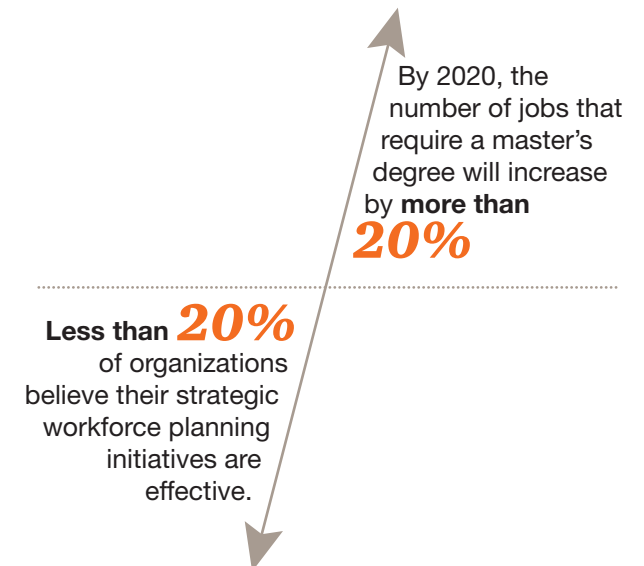 By 2020, the
number of jobs that
require a master’s
degree will increase
by more than
20%
Less than 20%
of organizations
believe their strategic
workforce planning
initiatives are
effective.